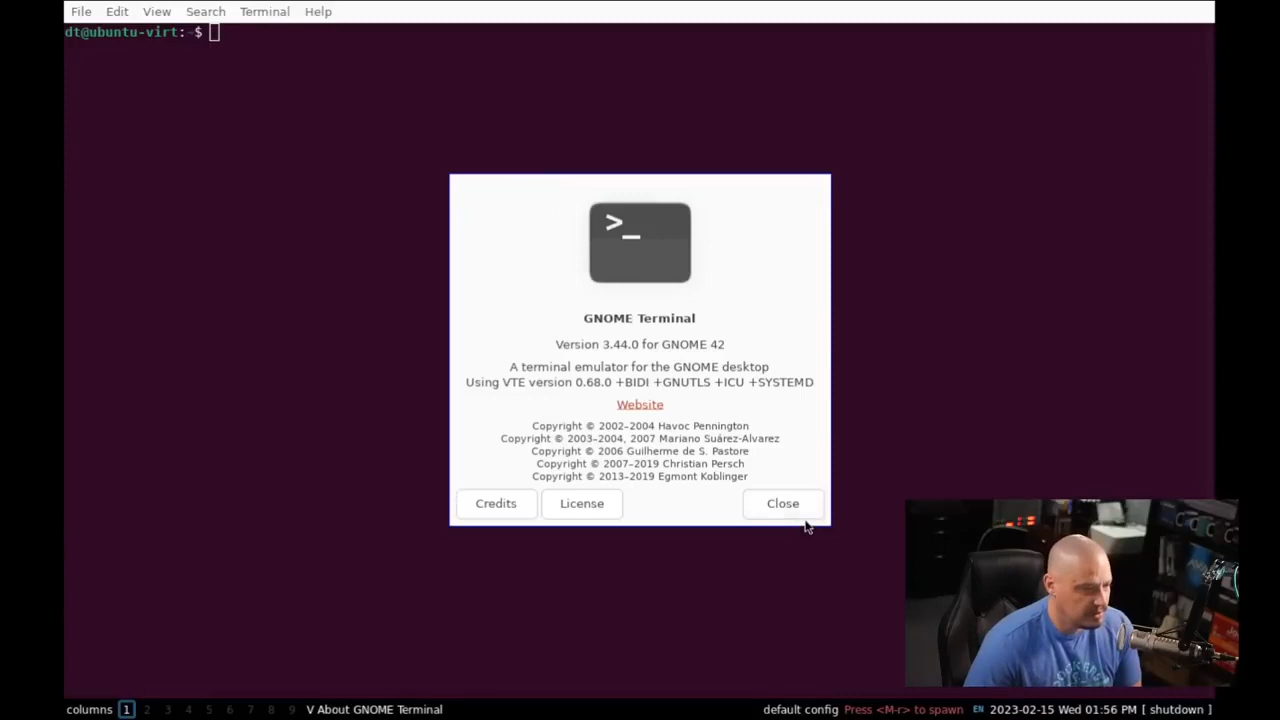 File Edit View Search Terminal Help
dt@ubuntu-virt:~$
>_
GNOME Terminal
Version 3.44.0 for GNOME 42
A terminal emulator for the GNOME desktop
Using VTE version 0.68.0 +BIDI +GNUTLS +ICU +SYSTEMD
Website
Copyright © 2002–2004 Havoc Pennington
Copyright © 2003–2004, 2007 Mariano Suárez-Alvarez
Copyright © 2006 Guilherme de S. Pastore
Copyright © 2007–2019 Christian Persch
Copyright © 2013–2019 Egmont Koblinger
Credits License Close
columns 1 2 3 4 5 6 7 8 9 V About GNOME Terminal default config Press <M-r> to spawn EN 2023-02-15 Wed 01:56 PM [ shutdown ]